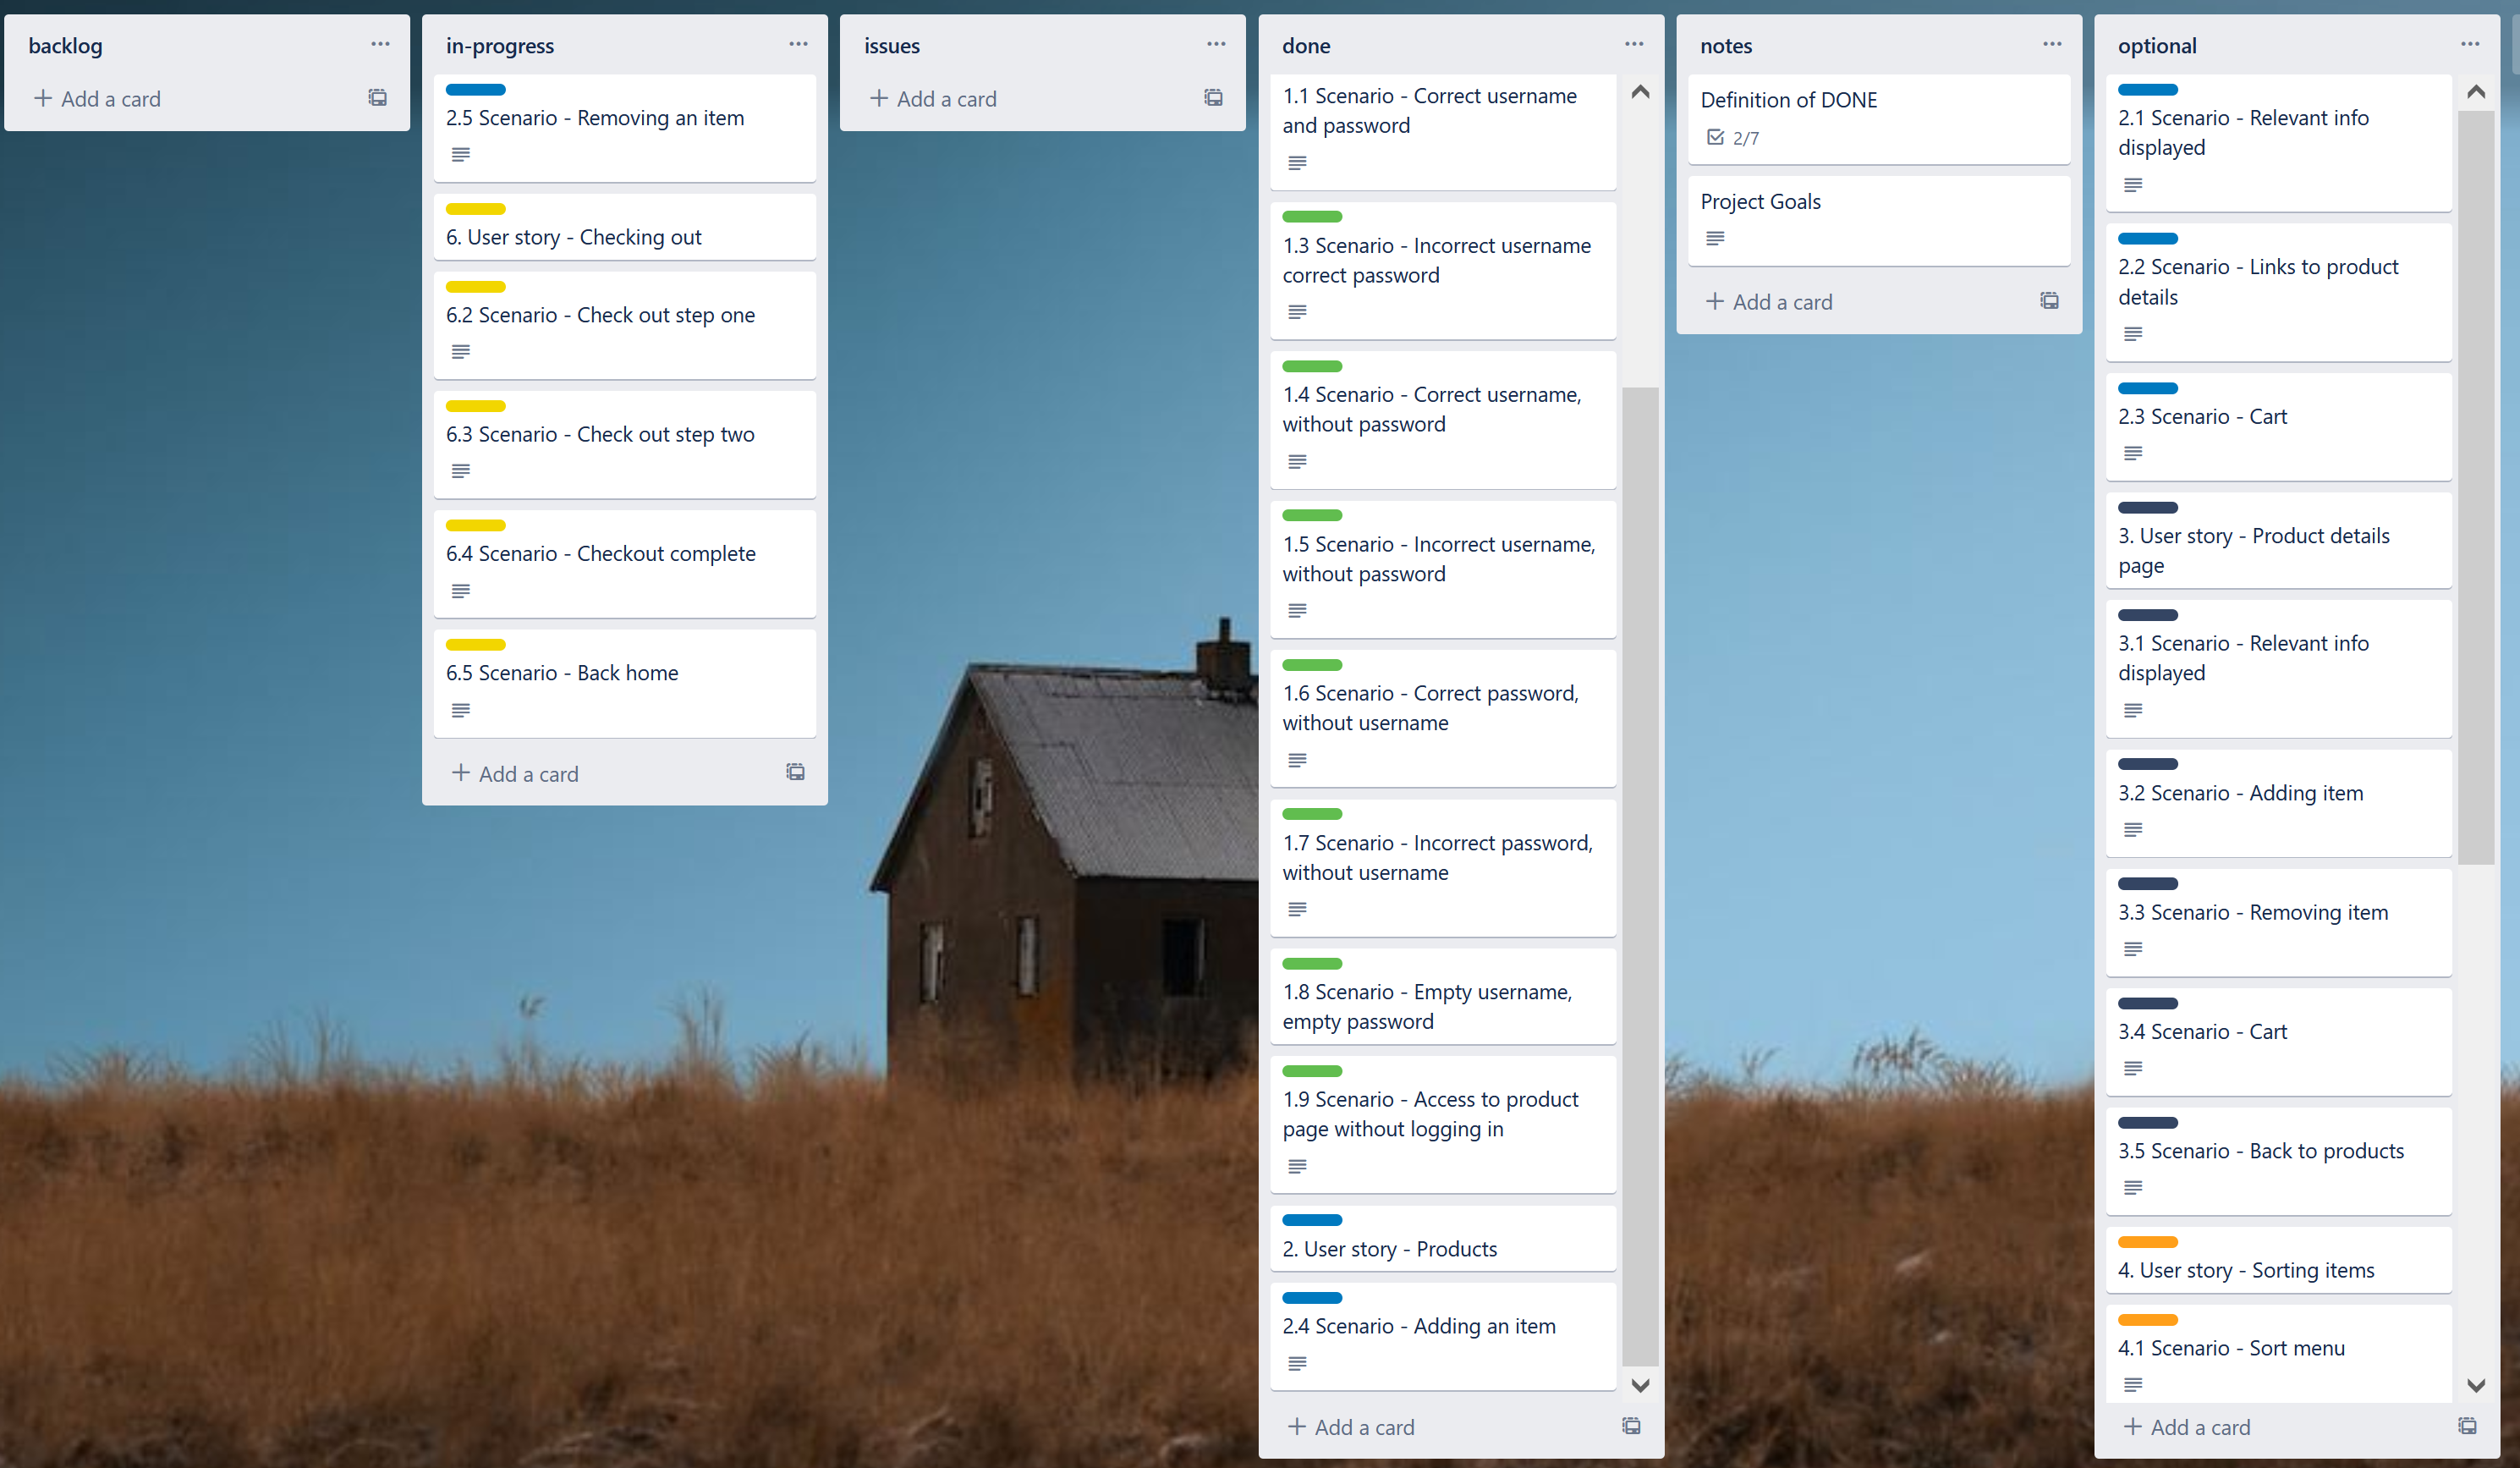 backlog
Add a card
in-progress
2.5 Scenario - Removing an item
6. User story - Checking out
6.2 Scenario - Check out step one
6.3 Scenario - Check out step two
6.4 Scenario - Checkout complete
6.5 Scenario - Back home
Add a card
issues
Add a card
done
1.1 Scenario - Correct username
and password
1.3 Scenario - Incorrect username
correct password
1.4 Scenario - Correct username,
without password
1.5 Scenario - Incorrect username,
without password
1.6 Scenario - Correct password,
without username
1.7 Scenario - Incorrect password,
without username
1.8 Scenario - Empty username,
empty password
1.9 Scenario - Access to product
page without logging in
2. User story - Products
2.4 Scenario - Adding an item
Add a card
notes
Definition of DONE
2/7
Project Goals
Add a card
optional
2.1 Scenario - Relevant info
displayed
2.2 Scenario - Links to product
details
2.3 Scenario - Cart
3. User story - Product details
page
3.1 Scenario - Relevant info
displayed
3.2 Scenario - Adding item
3.3 Scenario - Removing item
3.4 Scenario - Cart
3.5 Scenario - Back to products
4. User story - Sorting items
4.1 Scenario - Sort menu
Add a card